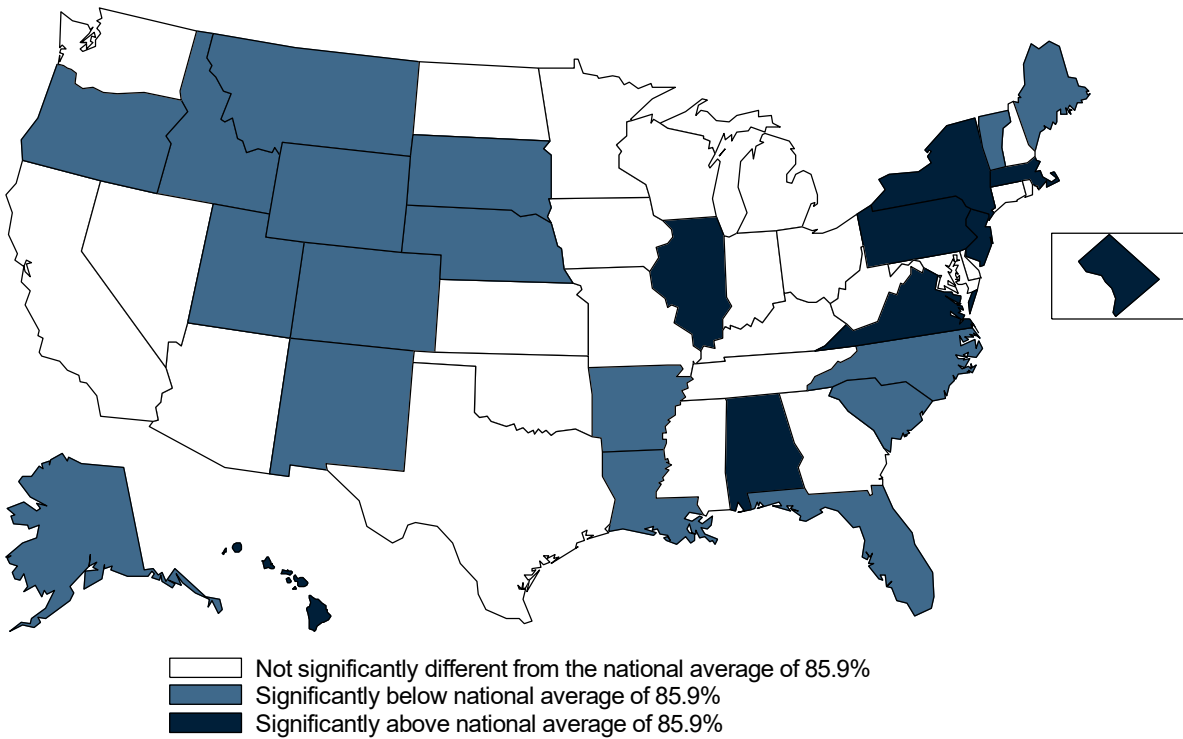 Not significantly different from the national average of 85.9%
Significantly below national average of 85.9%
Significantly above national average of 85.9%